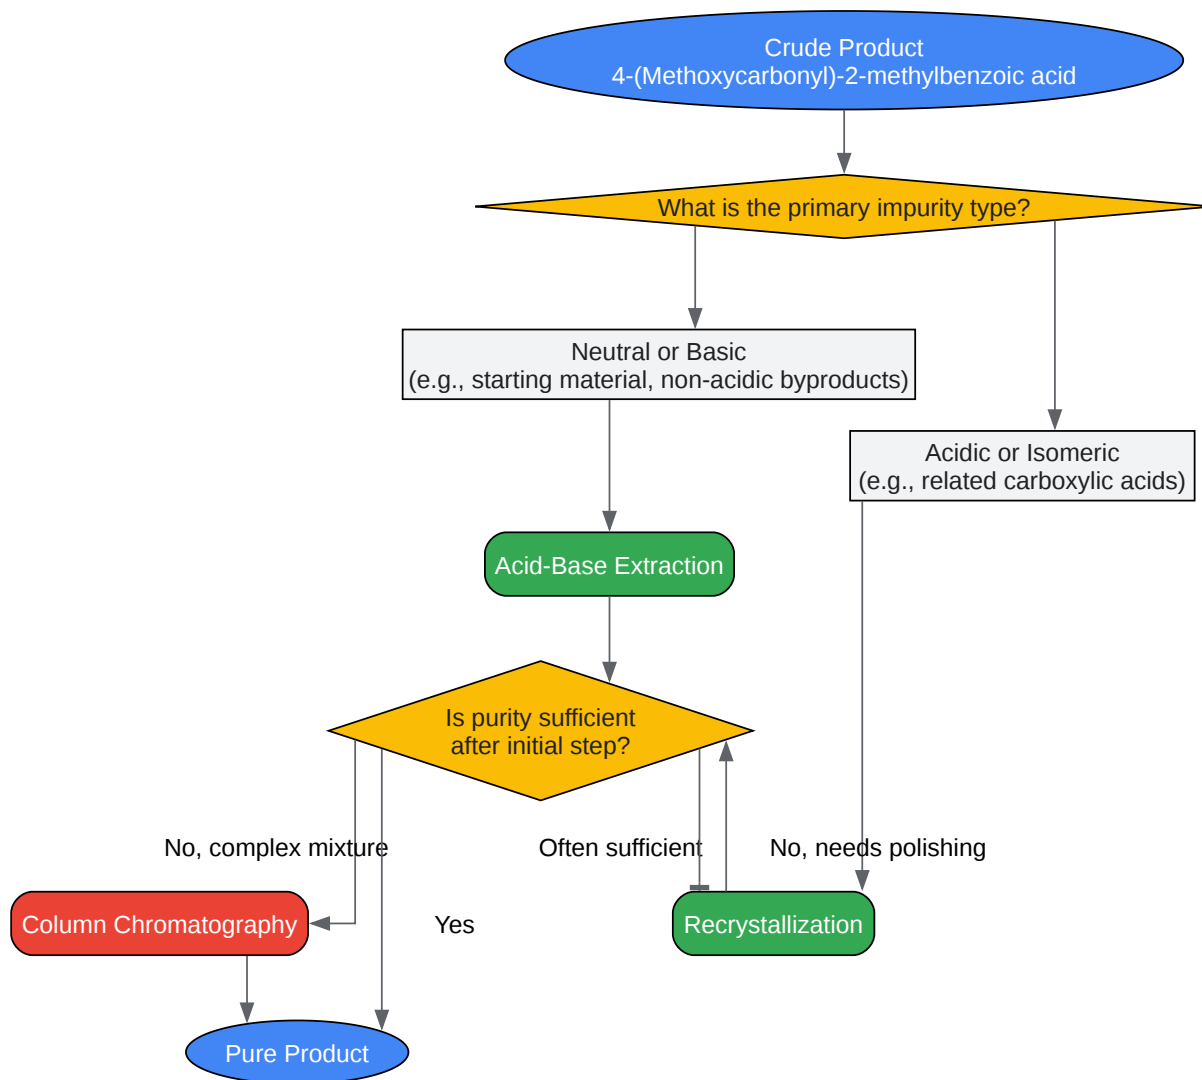 Crude Product
4-(Methoxycarbonyl)-2-methylbenzoic acid
What is the primary impurity type?
Neutral or Basic
(e.g., starting material, non-acidic byproducts)
Acidic or Isomeric
(e.g., related carboxylic acids)
Acid-Base Extraction
Is purity sufficient
after initial step?
No, complex mixture
Often sufficient
No, needs polishing
Column Chromatography
Yes
Recrystallization
Pure Product